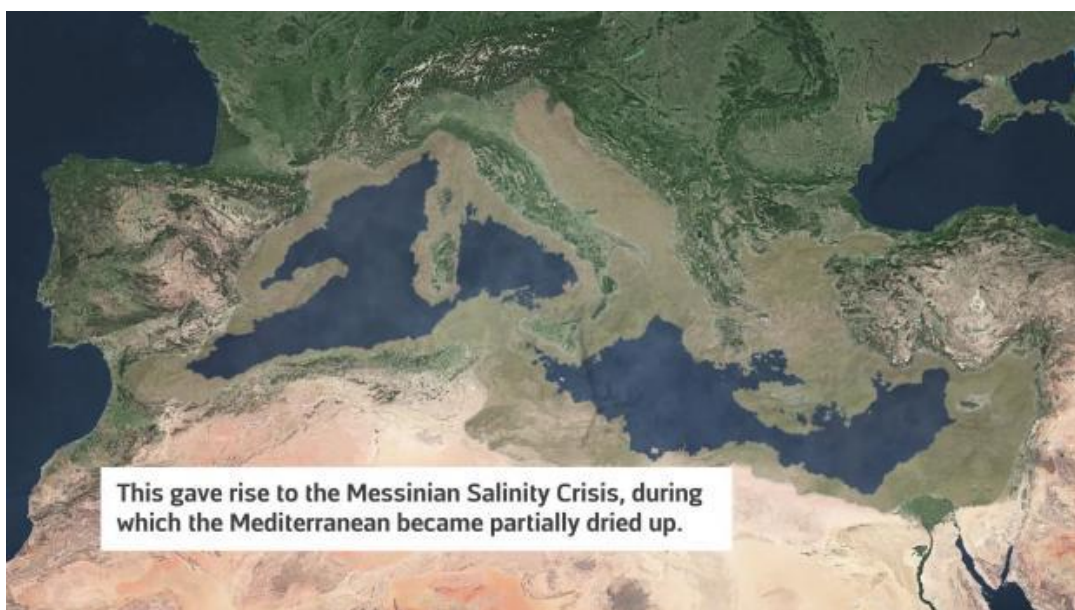 This gave rise to the Messinian Salinity Crisis, during
which the Mediterranean became partially dried up.